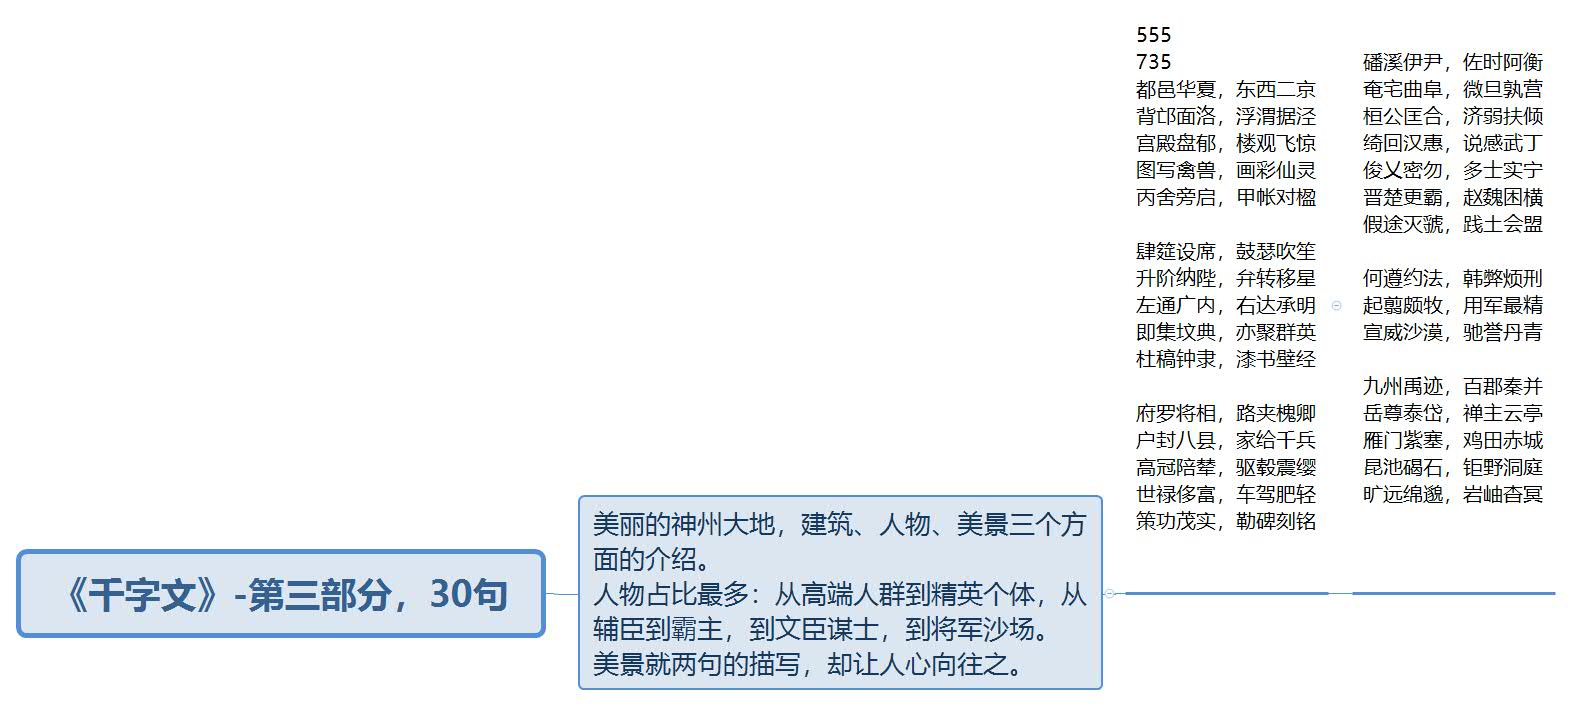 《千字文》-第三部分，30句
美丽的神州大地，建筑、人物、美景三个方
面的介绍。
人物占比最多：从高端人群到精英个体，从
辅臣到霸主，到文臣谋士，到将军沙场。
美景就两句的描写，却让人心向往之。
555
735
都邑华夏，东西二京
背邙面洛，浮渭据泾
宫殿盘郁，楼观飞惊
图写禽兽，画彩仙灵
丙舍旁启，甲帐对楹
肆筵设席，鼓瑟吹笙
升阶纳陛，弁转移星
左通广内，右达承明
即集坟典，亦聚群英
杜稿钟隶，漆书壁经
府罗将相，路夹槐卿
户封八县，家给千兵
高冠陪辇，驱毂震缨
世禄侈富，车驾肥轻
策功茂实，勒碑刻铭
磻溪伊尹，佐时阿衡
奄宅曲阜，微旦孰营
桓公匡合，济弱扶倾
绮回汉惠，说感武丁
俊乂密勿，多士实宁
晋楚更霸，赵魏困横
假途灭虢，践土会盟
何遵约法，韩弊烦刑
起翦颇牧，用军最精
宣威沙漠，驰誉丹青
九州禹迹，百郡秦并
岳尊泰岱，禅主云亭
雁门紫塞，鸡田赤城
昆池碣石，钜野洞庭
旷远绵邈，岩岫杳冥